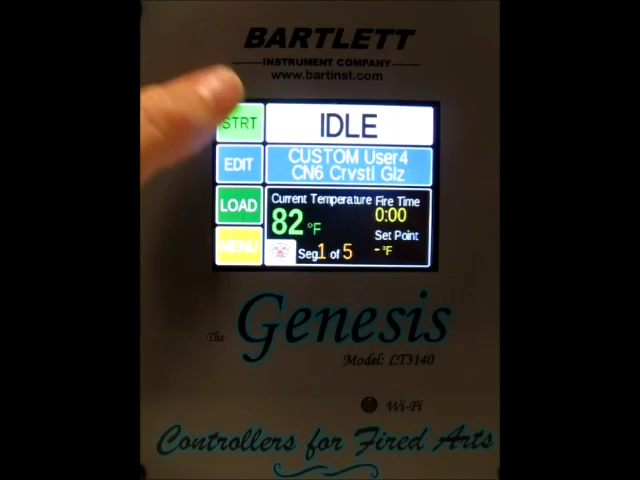 BARTLETT
INSTRUMENT COMPANY
www.bartinst.com
STRT
IDLE
EDIT
CUSTOM User4
CN6 Crystl Glz
LOAD
Current Temperature
82 °F
Fire Time
0:00
Set Point
- °F
MENU
Seg 1 of 5
The Genesis
Model: LT3140
Wi-Fi
Controllers for Fired Arts